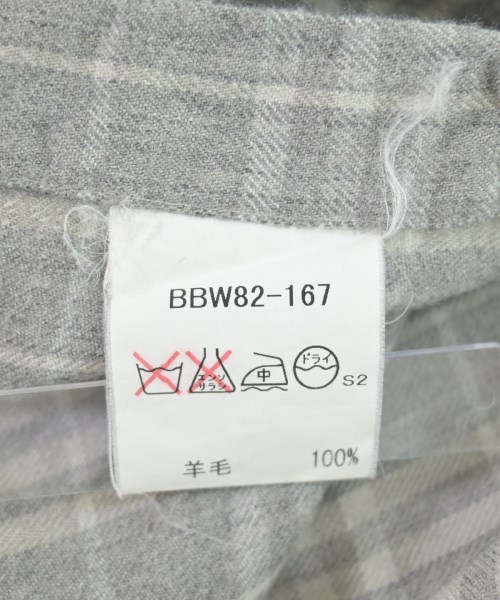 BBW82-167
エンソ
サラシ
中
ドライ
S2
羊毛 100%